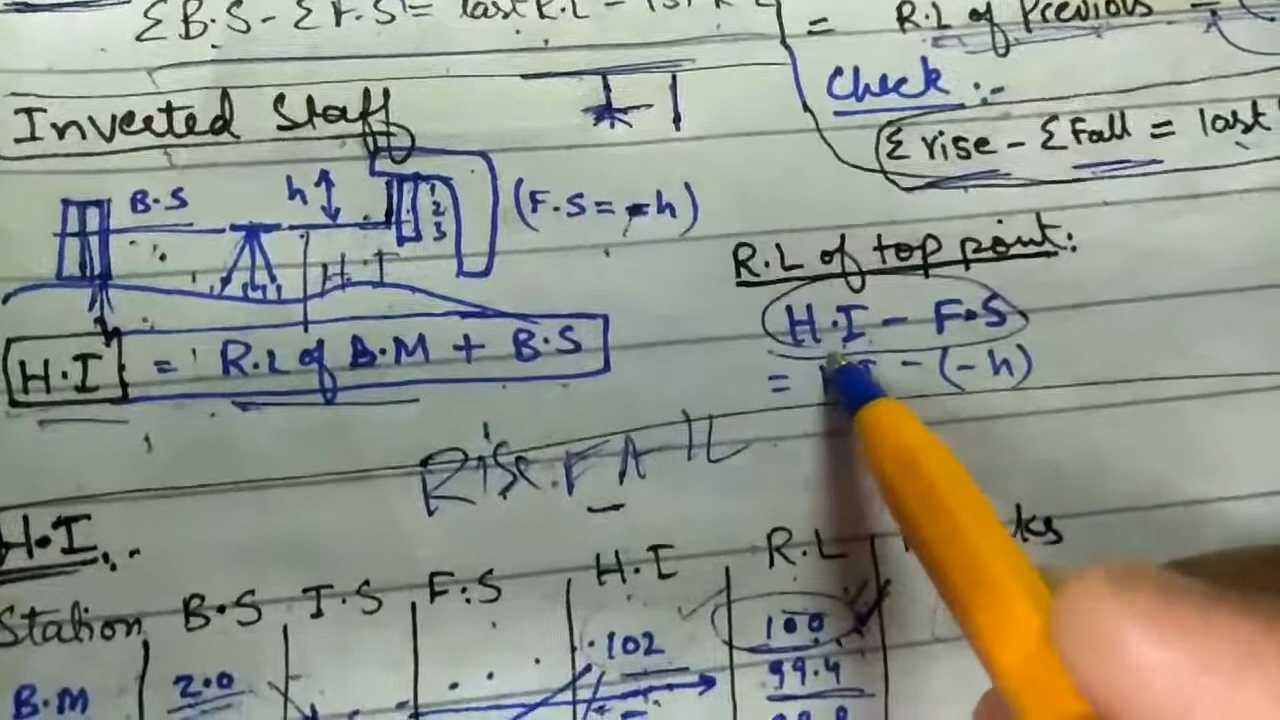 ΣB.S - ΣF.S = last R.L - 1st R.L
= R.L of Previous
Check :-
Σ rise - Σ Fall = last
Inverted Staff
B.S
h
1
2
3
(F.S = -h)
H.I
H.I = R.L of B.M + B.S
R.L of top point:
H.I - F.S
= - (-h)
Rise. FAll
H.I.
Station B.S I.S F.S H.I R.L
B.M 2.0 102 100
99.4